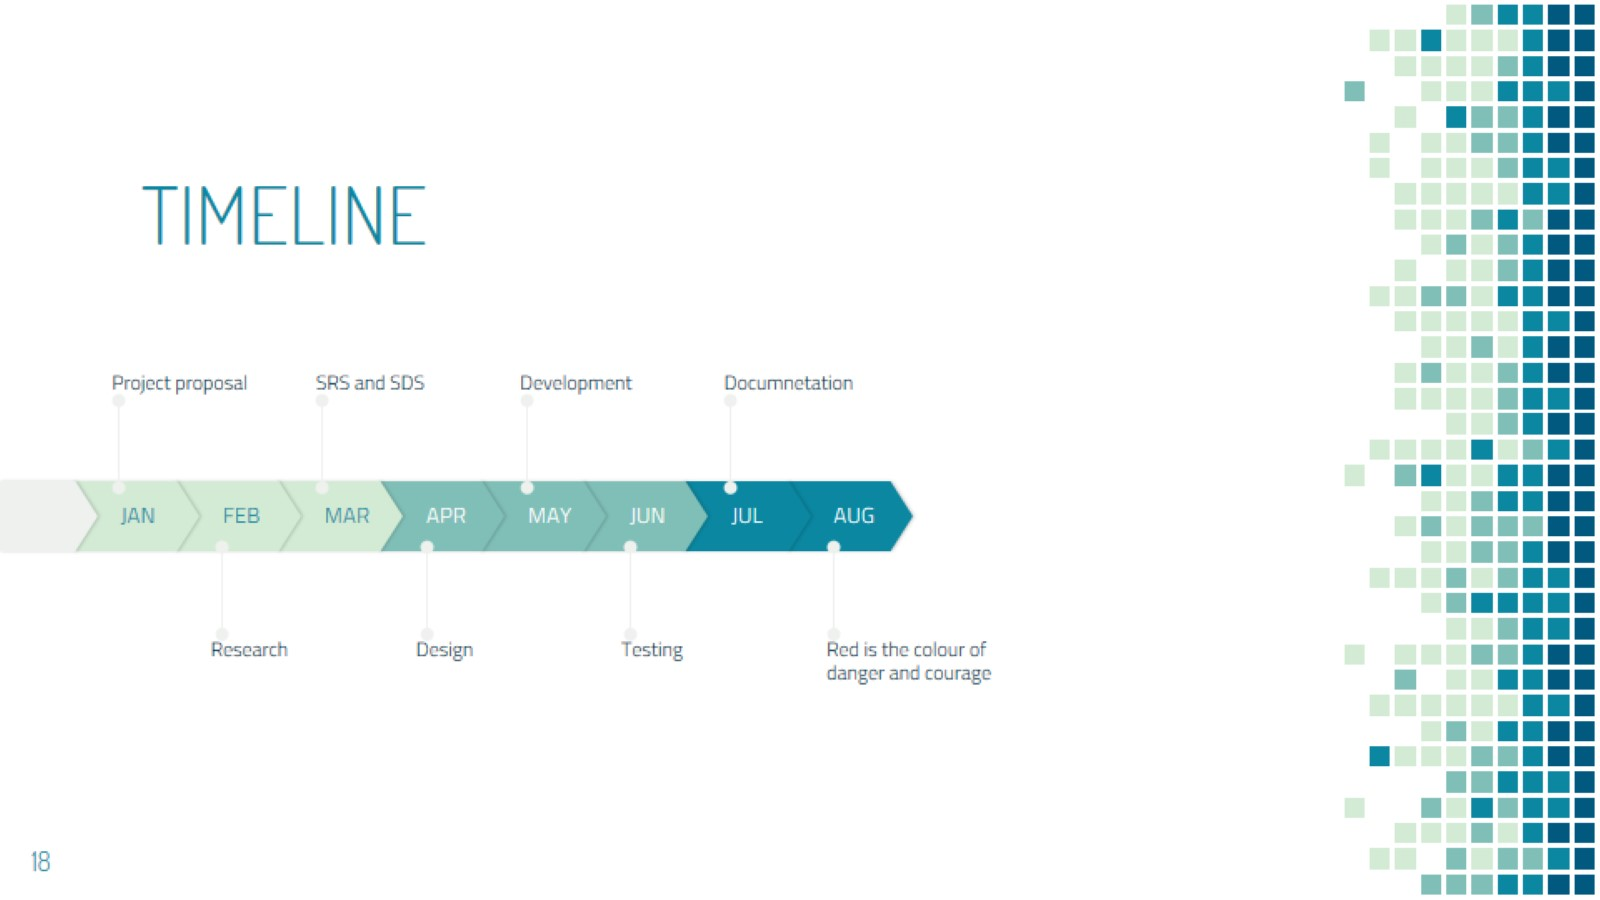 TIMELINE
Project proposal
SRS and SDS
Development
Documnetation
JAN
FEB
MAR
APR
MAY
JUN
JUL
AUG
Research
Design
Testing
Red is the colour of
danger and courage
18